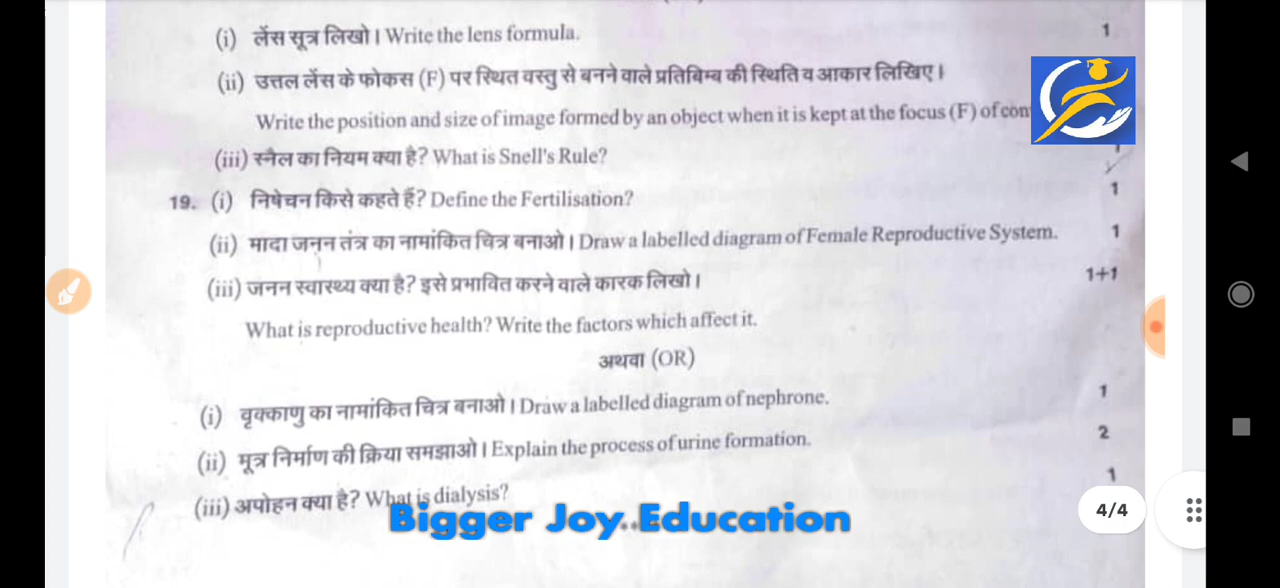 (i) लेंस सूत्र लिखो। Write the lens formula. 1
(ii) उत्तल लेंस के फोकस (F) पर स्थित वस्तु से बनने वाले प्रतिबिम्ब की स्थिति व आकार लिखिए।
Write the position and size of image formed by an object when it is kept at the focus (F) of con
(iii) स्नैल का नियम क्या है? What is Snell's Rule?
19. (i) निषेचन किसे कहते हैं? Define the Fertilisation? 1
(ii) मादा जनन तंत्र का नामांकित चित्र बनाओ। Draw a labelled diagram of Female Reproductive System. 1
(iii) जनन स्वास्थ्य क्या है? इसे प्रभावित करने वाले कारक लिखो। 1+1
What is reproductive health? Write the factors which affect it.
अथवा (OR)
(i) वृक्काणु का नामांकित चित्र बनाओ। Draw a labelled diagram of nephrone. 1
(ii) मूत्र निर्माण की क्रिया समझाओ। Explain the process of urine formation. 2
(iii) अपोहन क्या है? What is dialysis? 1
4/4
Bigger Joy..Education